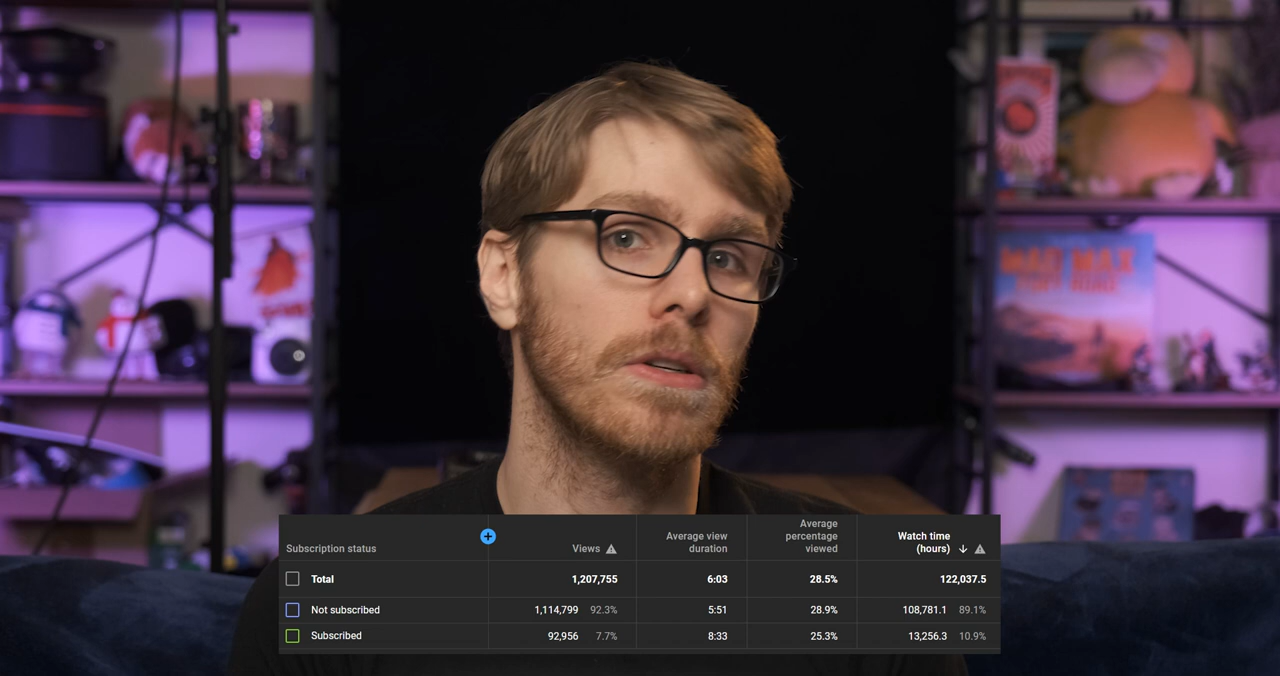 MAD MAX
FURY ROAD
Subscription status
Views
Average view
duration
Average
percentage
viewed
Watch time
(hours)
Total
1,207,755
6:03
28.5%
122,037.5
Not subscribed
1,114,799 92.3%
5:51
28.9%
108,781.1 89.1%
Subscribed
92,956 7.7%
8:33
25.3%
13,256.3 10.9%